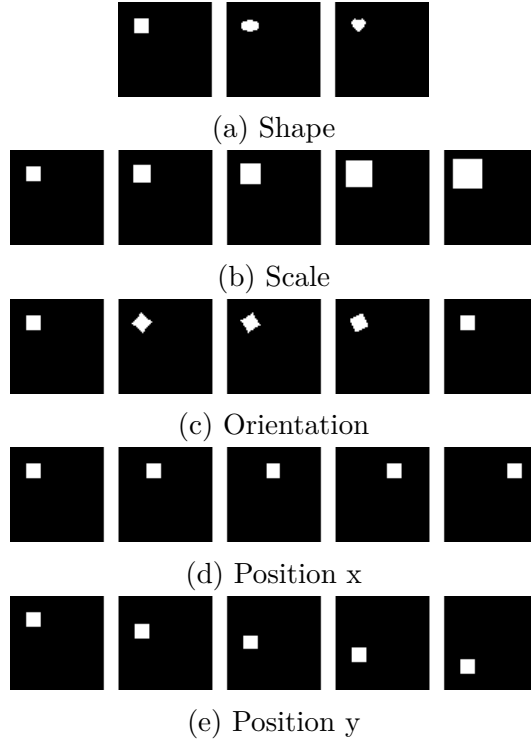 (a) Shape
(b) Scale
(c) Orientation
(d) Position x
(e) Position y